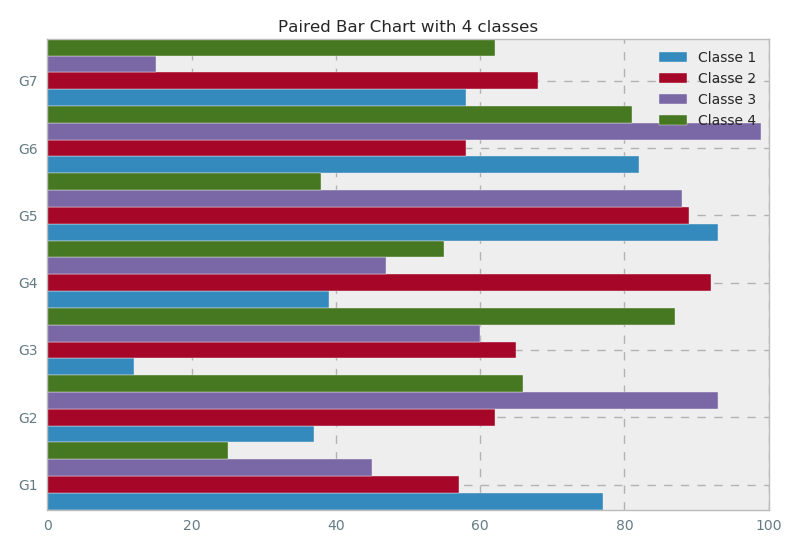 Paired Bar Chart with 4 classes
Classe 1
Classe 2
Classe 3
Classe 4
G7
G6
G5
G4
G3
G2
G1
0 20 40 60 80 100